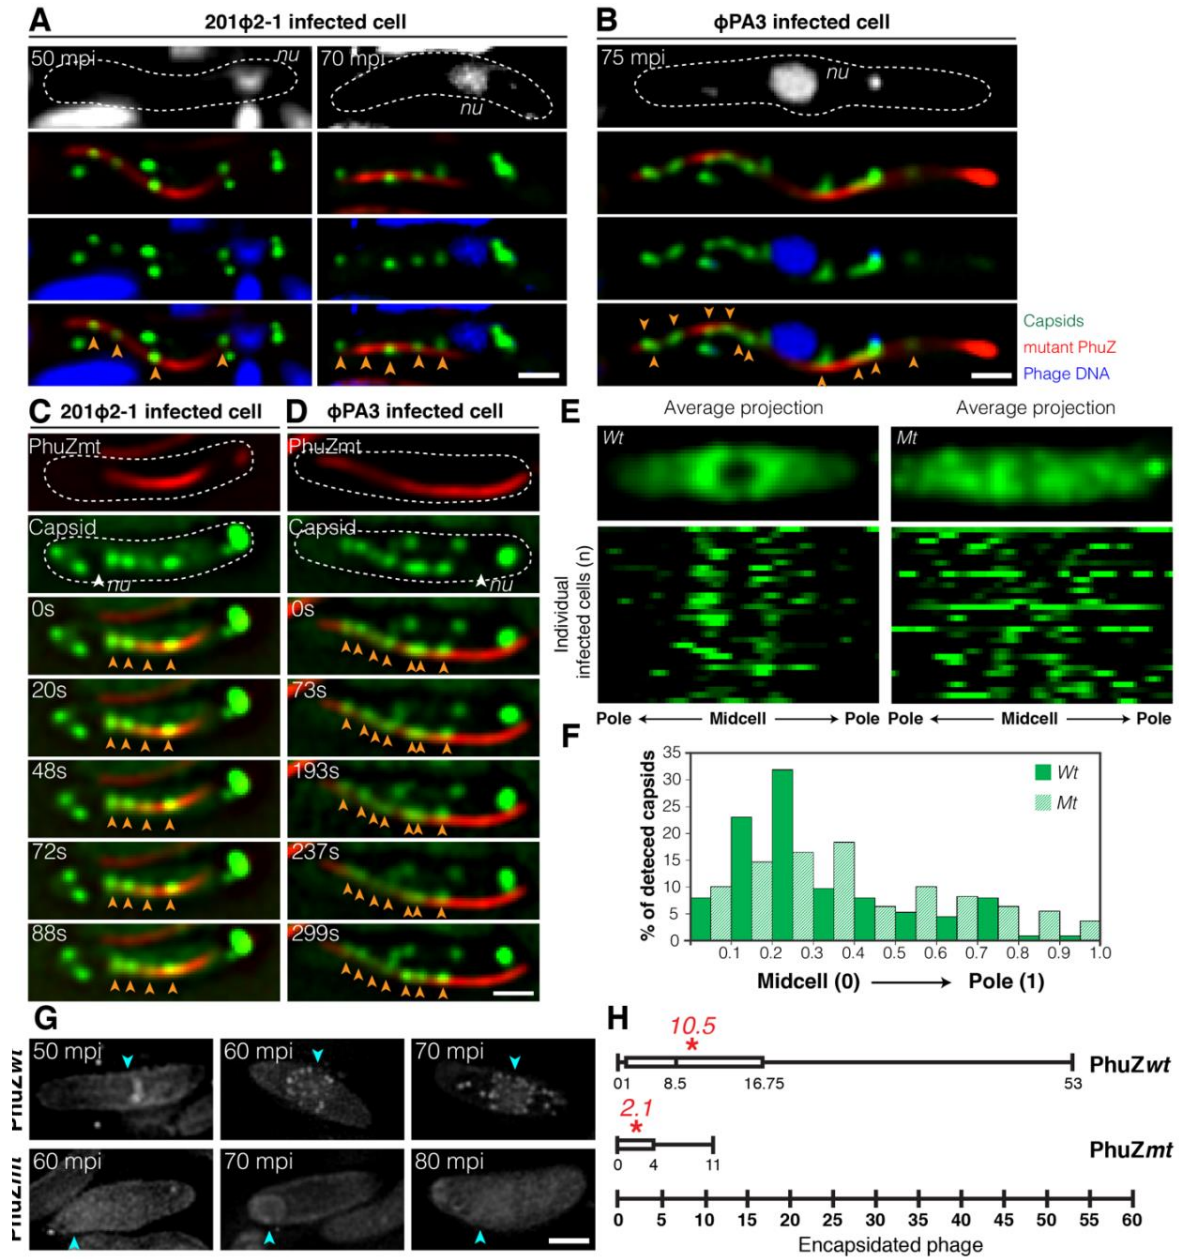 A
201ϕ2-1 infected cell
50 mpi
nu
70 mpi
nu
B
ϕPA3 infected cell
75 mpi
nu
Capsids
mutant PhuZ
Phage DNA
C
201ϕ2-1 infected cell
PhuZmt
Capsid
nu
0s
20s
48s
72s
88s
D
ϕPA3 infected cell
PhuZmt
Capsid
nu
0s
73s
193s
237s
299s
E
Average projection
Average projection
Wt
Mt
Individual
infected cells (n)
Pole Midcell Pole
Pole Midcell Pole
F
% of deteced capsids
35
30
25
20
15
10
5
0
Wt
Mt
0.1 0.2 0.3 0.4 0.5 0.6 0.7 0.8 0.9 1.0
Midcell (0) Pole (1)
G
PhuZwt
50 mpi
60 mpi
70 mpi
PhuZmt
60 mpi
70 mpi
80 mpi
H
10.5
*
PhuZwt
01 8.5 16.75 53
2.1
*
PhuZmt
0 4 11
0 5 10 15 20 25 30 35 40 45 50 55 60
Encapsidated phage